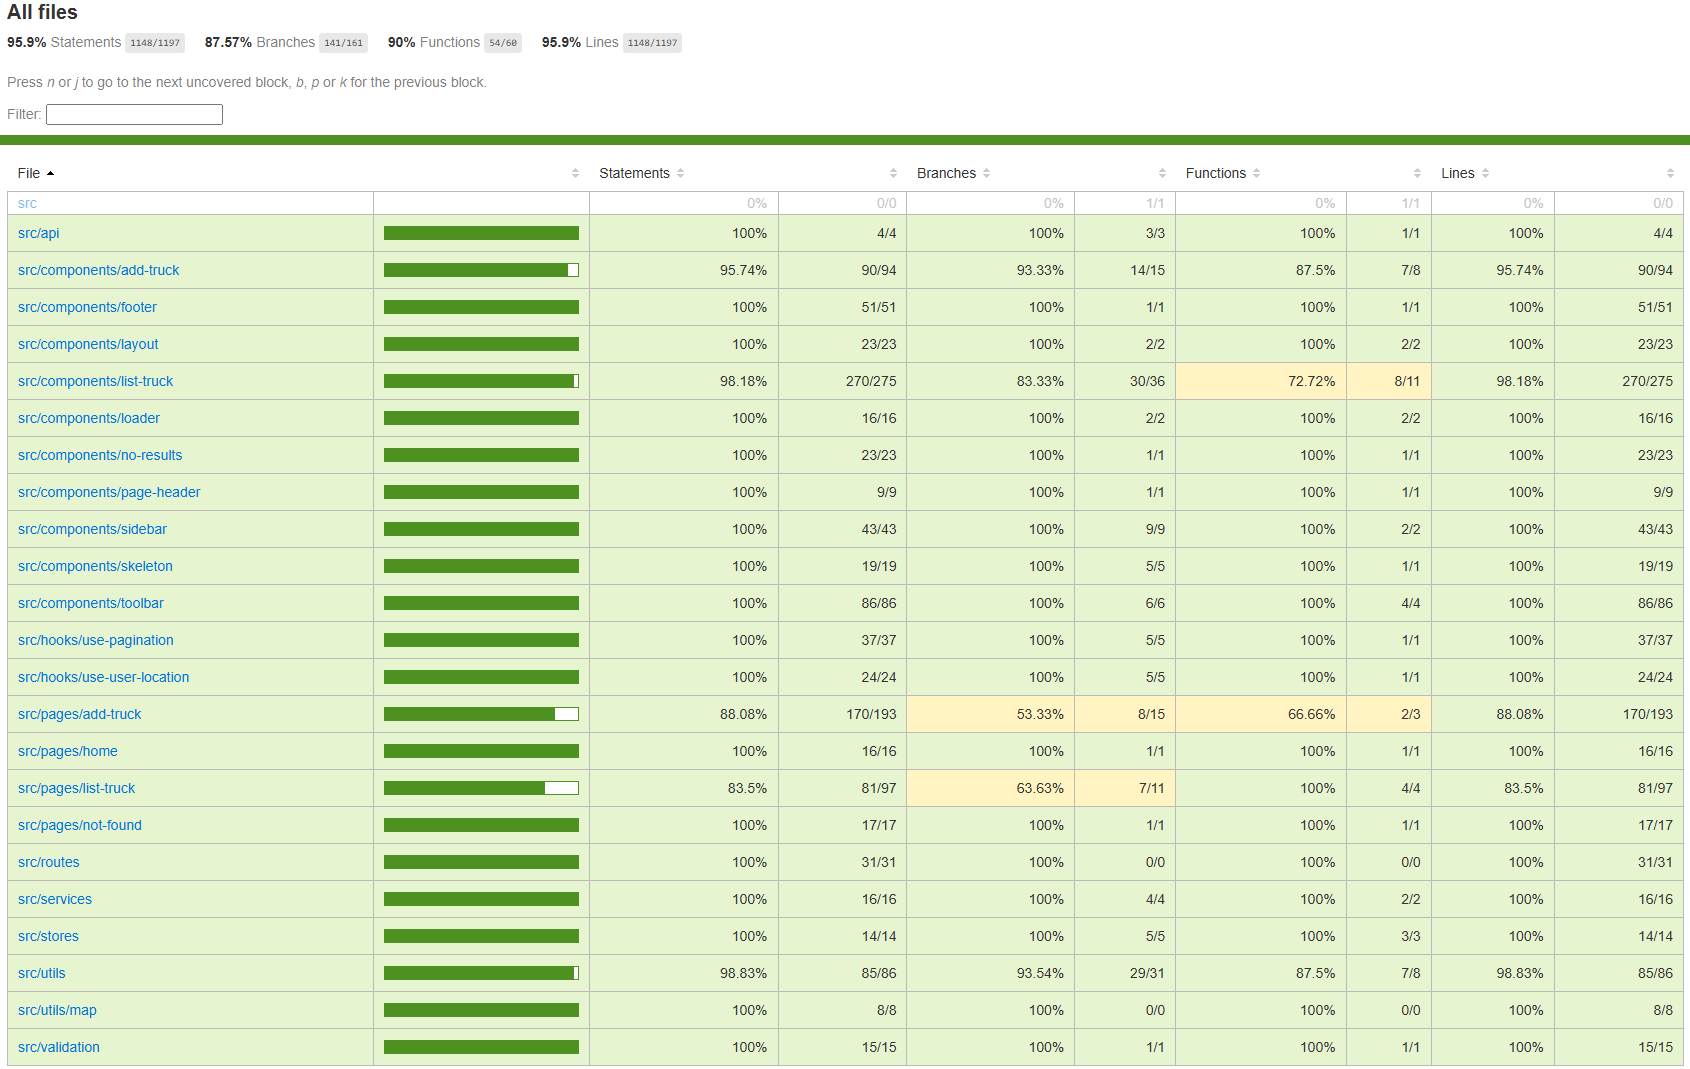 All files
95.9% Statements 1148/1197 87.57% Branches 141/161 90% Functions 54/60 95.9% Lines 1148/1197
Press n or j to go to the next uncovered block, b, p or k for the previous block.
Filter:
File Statements Branches Functions Lines
src 0% 0/0 0% 1/1 0% 1/1 0% 0/0
src/api 100% 4/4 100% 3/3 100% 1/1 100% 4/4
src/components/add-truck 95.74% 90/94 93.33% 14/15 87.5% 7/8 95.74% 90/94
src/components/footer 100% 51/51 100% 1/1 100% 1/1 100% 51/51
src/components/layout 100% 23/23 100% 2/2 100% 2/2 100% 23/23
src/components/list-truck 98.18% 270/275 83.33% 30/36 72.72% 8/11 98.18% 270/275
src/components/loader 100% 16/16 100% 2/2 100% 2/2 100% 16/16
src/components/no-results 100% 23/23 100% 1/1 100% 1/1 100% 23/23
src/components/page-header 100% 9/9 100% 1/1 100% 1/1 100% 9/9
src/components/sidebar 100% 43/43 100% 9/9 100% 2/2 100% 43/43
src/components/skeleton 100% 19/19 100% 5/5 100% 1/1 100% 19/19
src/components/toolbar 100% 86/86 100% 6/6 100% 4/4 100% 86/86
src/hooks/use-pagination 100% 37/37 100% 5/5 100% 1/1 100% 37/37
src/hooks/use-user-location 100% 24/24 100% 5/5 100% 1/1 100% 24/24
src/pages/add-truck 88.08% 170/193 53.33% 8/15 66.66% 2/3 88.08% 170/193
src/pages/home 100% 16/16 100% 1/1 100% 1/1 100% 16/16
src/pages/list-truck 83.5% 81/97 63.63% 7/11 100% 4/4 83.5% 81/97
src/pages/not-found 100% 17/17 100% 1/1 100% 1/1 100% 17/17
src/routes 100% 31/31 100% 0/0 100% 0/0 100% 31/31
src/services 100% 16/16 100% 4/4 100% 2/2 100% 16/16
src/stores 100% 14/14 100% 5/5 100% 3/3 100% 14/14
src/utils 98.83% 85/86 93.54% 29/31 87.5% 7/8 98.83% 85/86
src/utils/map 100% 8/8 100% 0/0 100% 0/0 100% 8/8
src/validation 100% 15/15 100% 1/1 100% 1/1 100% 15/15